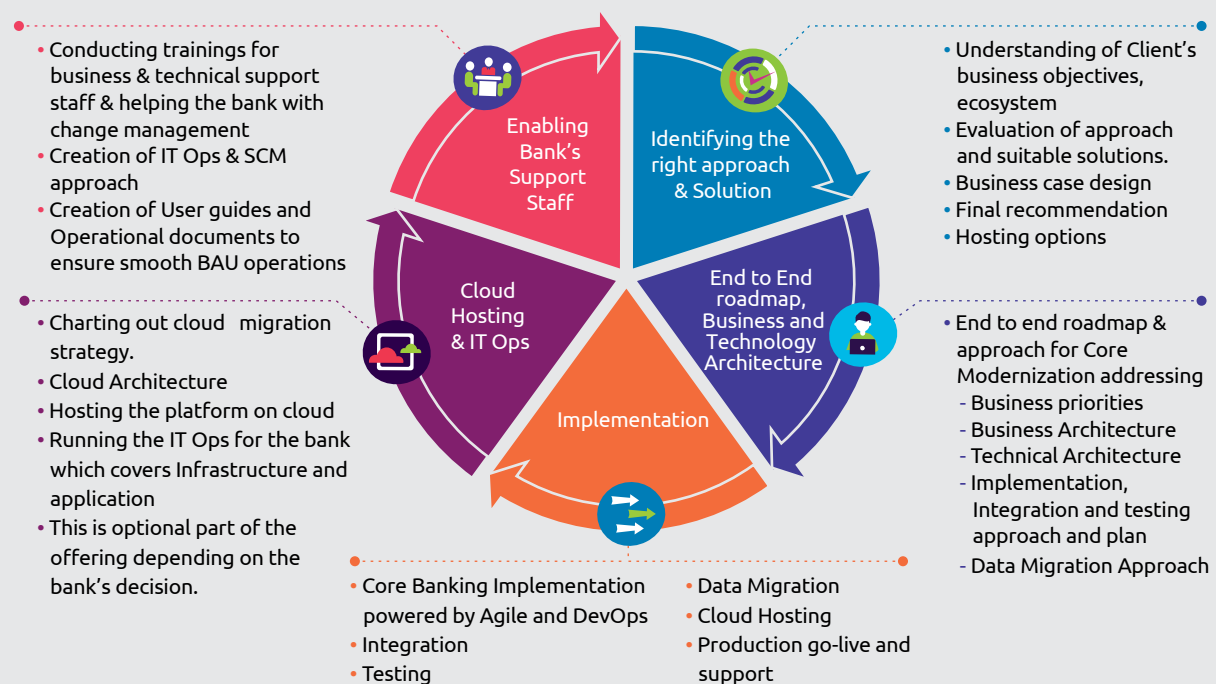 • Conducting trainings for
business & technical support
staff & helping the bank with
change management
• Creation of IT Ops & SCM
approach
• Creation of User guides and
Operational documents to
ensure smooth BAU operations
Enabling
Bank's
Support
Staff
Identifying the
right approach
& Solution
• Understanding of Client's
business objectives,
ecosystem
• Evaluation of approach
and suitable solutions.
• Business case design
• Final recommendation
• Hosting options
• Charting out cloud migration
strategy.
• Cloud Architecture
• Hosting the platform on cloud
• Running the IT Ops for the bank
which covers Infrastructure and
application
• This is optional part of the
offering depending on the
bank's decision.
Cloud
Hosting
& IT Ops
End to End
roadmap,
Business and
Technology
Architecture
• End to end roadmap &
approach for Core
Modernization addressing
- Business priorities
- Business Architecture
- Technical Architecture
- Implementation,
Integration and testing
approach and plan
- Data Migration Approach
Implementation
• Core Banking Implementation
powered by Agile and DevOps
• Integration
• Testing
• Data Migration
• Cloud Hosting
• Production go-live and
support